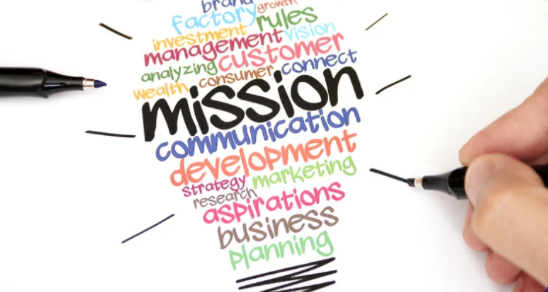 brand growth
factory rules
investment vision
management customer
analyzing consumer connect
wealth
mission
communication
development
strategy marketing
research
aspirations
business
planning